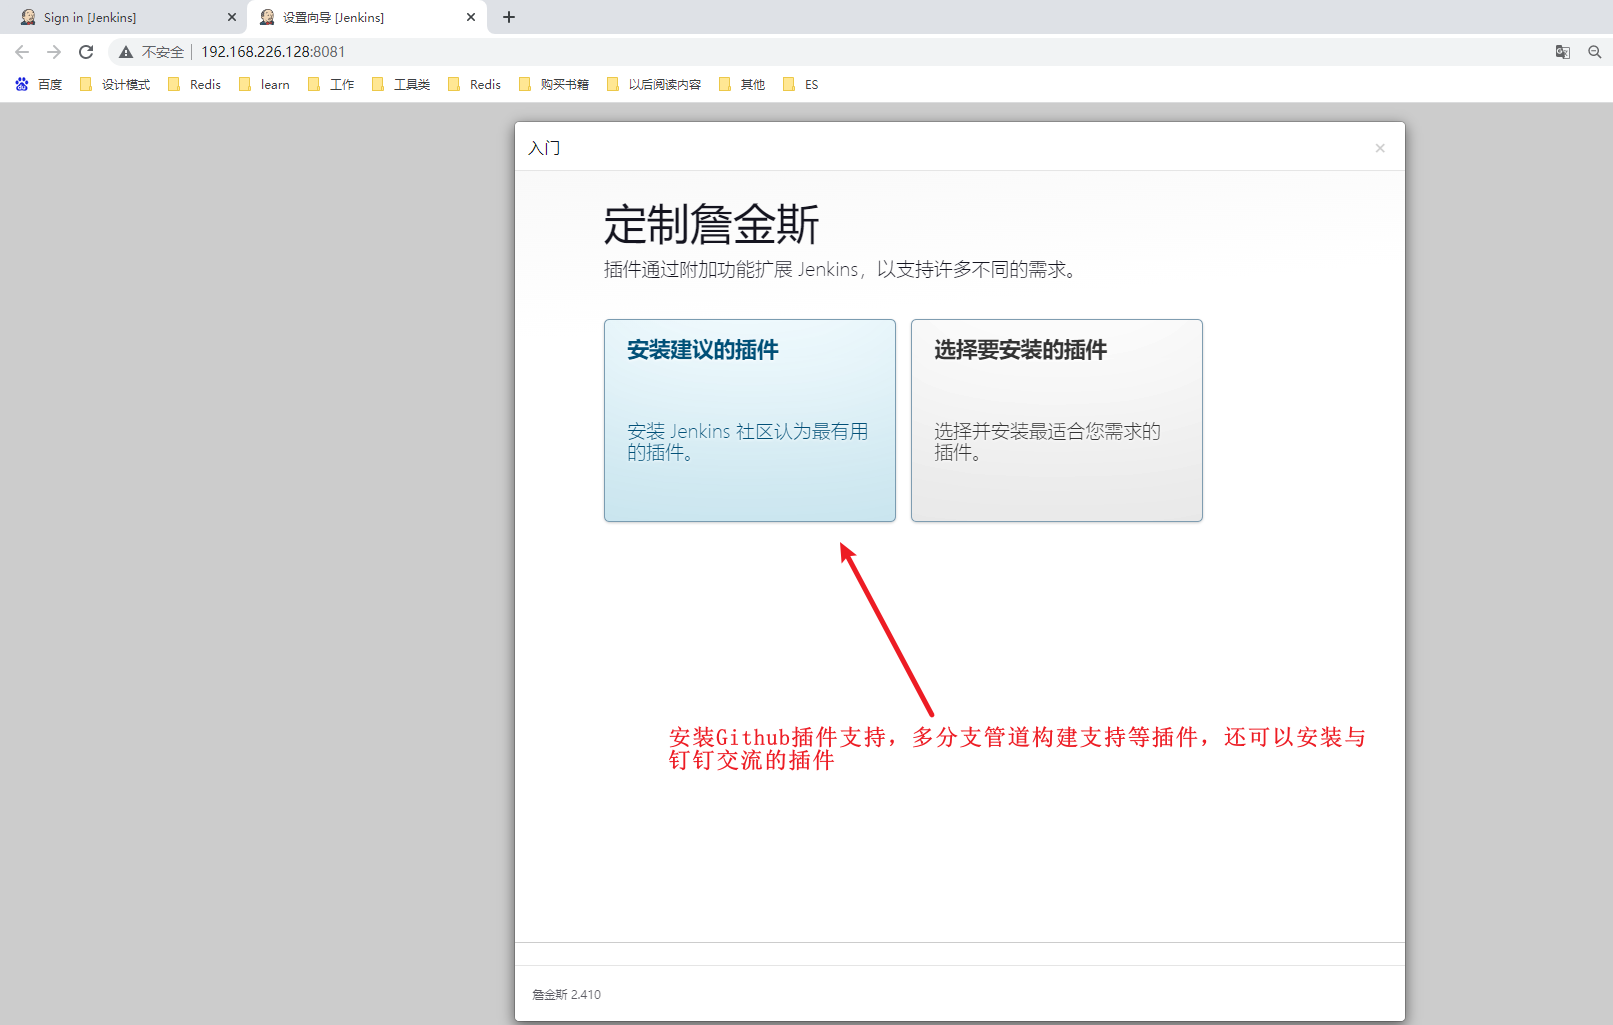 Sign in [Jenkins]
设置向导 [Jenkins]
不安全
192.168.226.128:8081
百度
设计模式
Redis
learn
工作
工具类
Redis
购买书籍
以后阅读内容
其他
ES
入门
定制詹金斯
插件通过附加功能扩展 Jenkins，以支持许多不同的需求。
安装建议的插件
安装 Jenkins 社区认为最有用
的插件。
选择要安装的插件
选择并安装最适合您需求的
插件。
安装Github插件支持，多分支管道构建支持等插件，还可以安装与
钉钉交流的插件
詹金斯 2.410